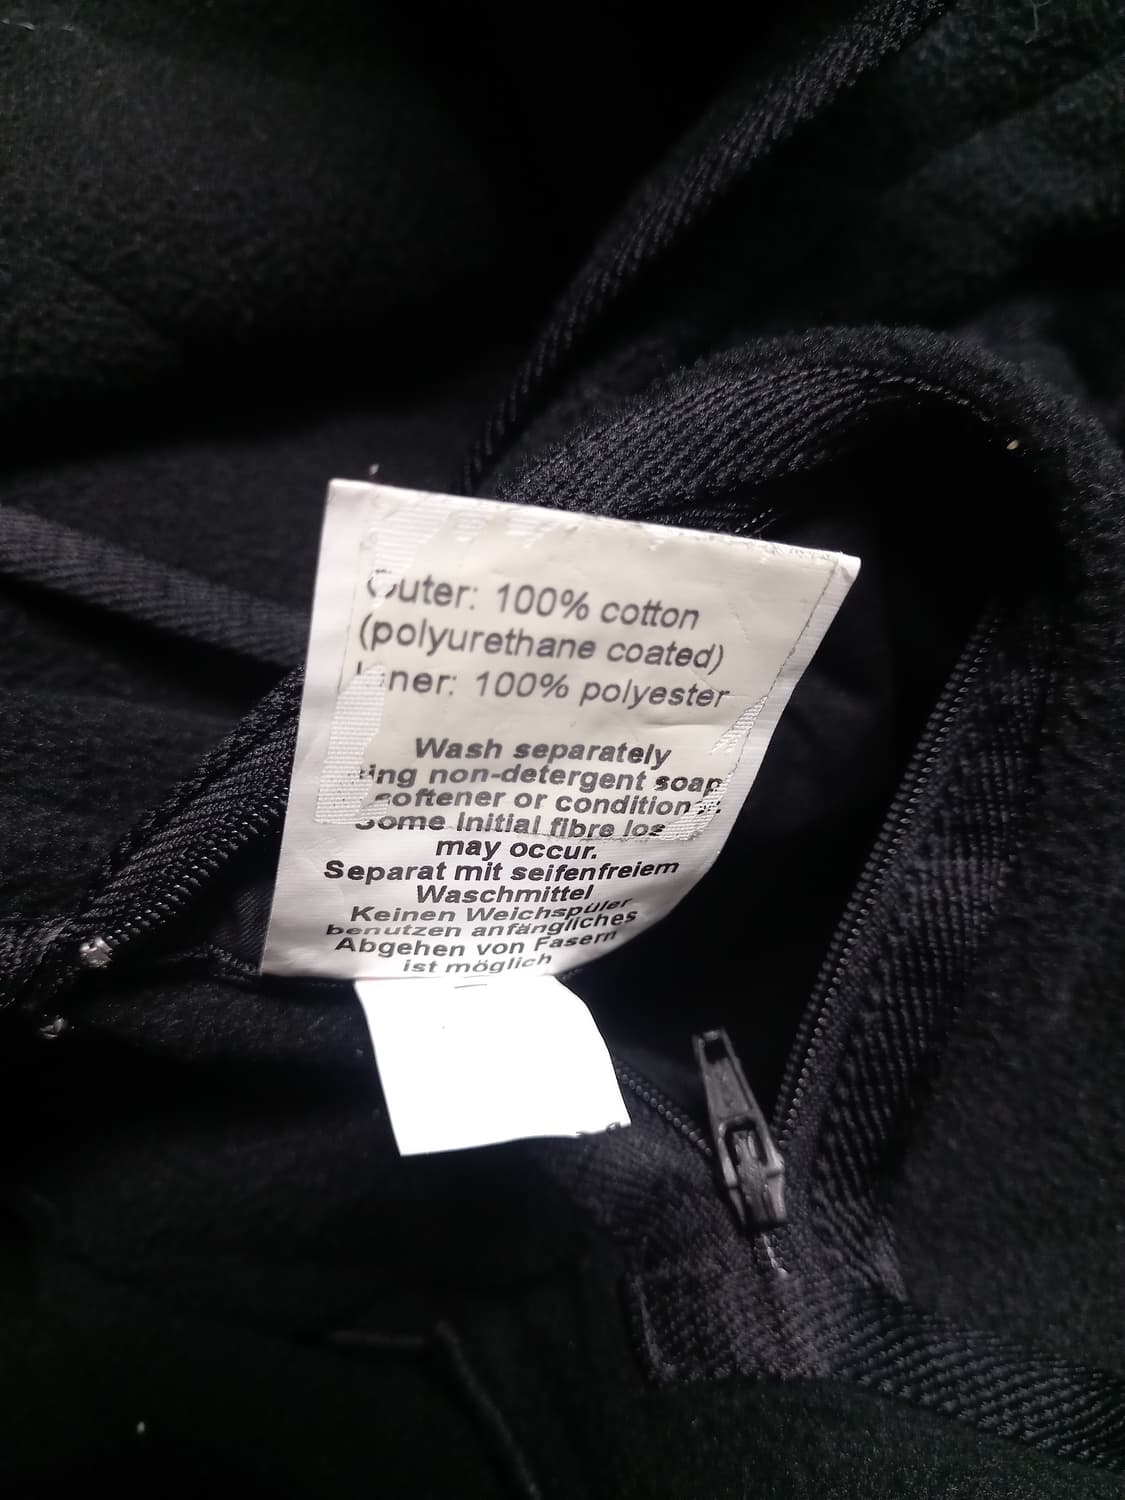 Outer: 100% cotton
(polyurethane coated)
Inner: 100% polyester
Wash separately
non-detergent soap
softener or
Some initial fibre
may occur.
Separat mit seifenfreiem
Waschmittel
Keinen Weichspüler
benutzen anfängliches
Abgehen von Fasern
ist möglich